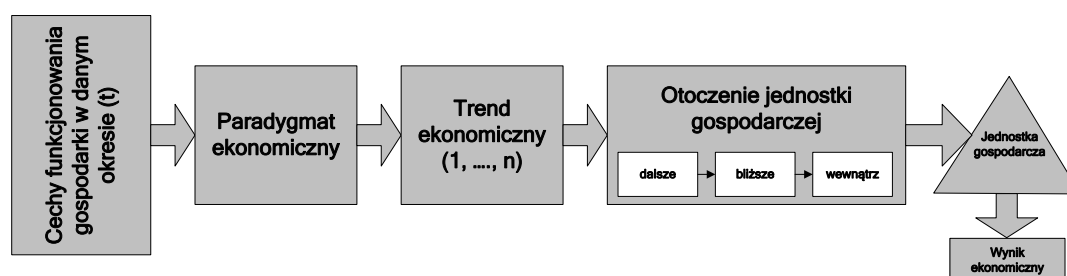 Cechy funkcjonowania
gospodarki w danym
okresie (t)
Paradygmat
ekonomiczny
Trend
ekonomiczny
(1, ...., n)
Otoczenie jednostki
gospodarczej
dalsze
bliższe
wewnątrz
Jednostka
gospodarcza
Wynik
ekonomiczny